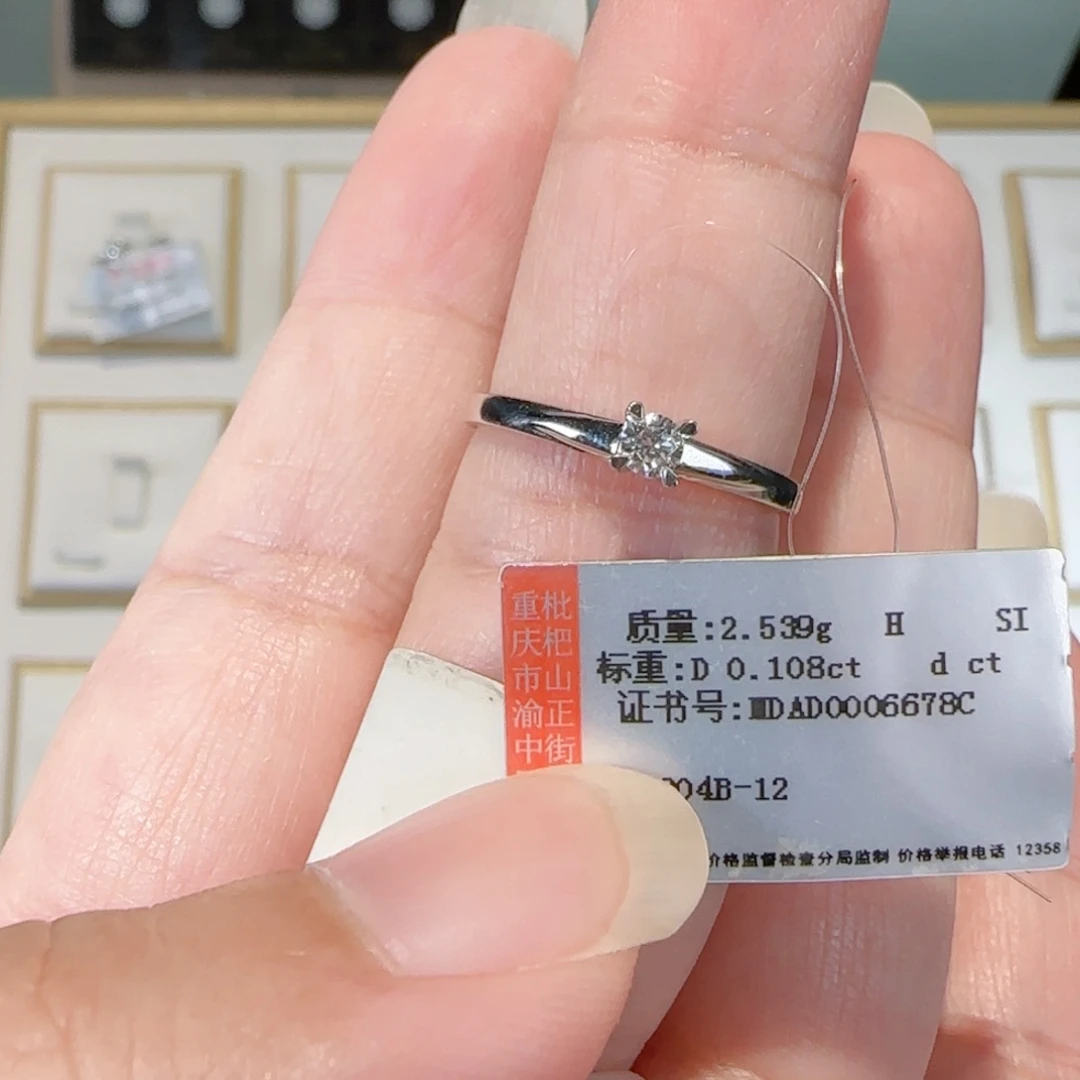 重庆市渝中
枇杷山正街
质量:2.539g H SI
标重:D 0.108ct d ct
证书号:MDAD0006678C
04B-12
价格监督检查分局监制 价格举报电话 12358